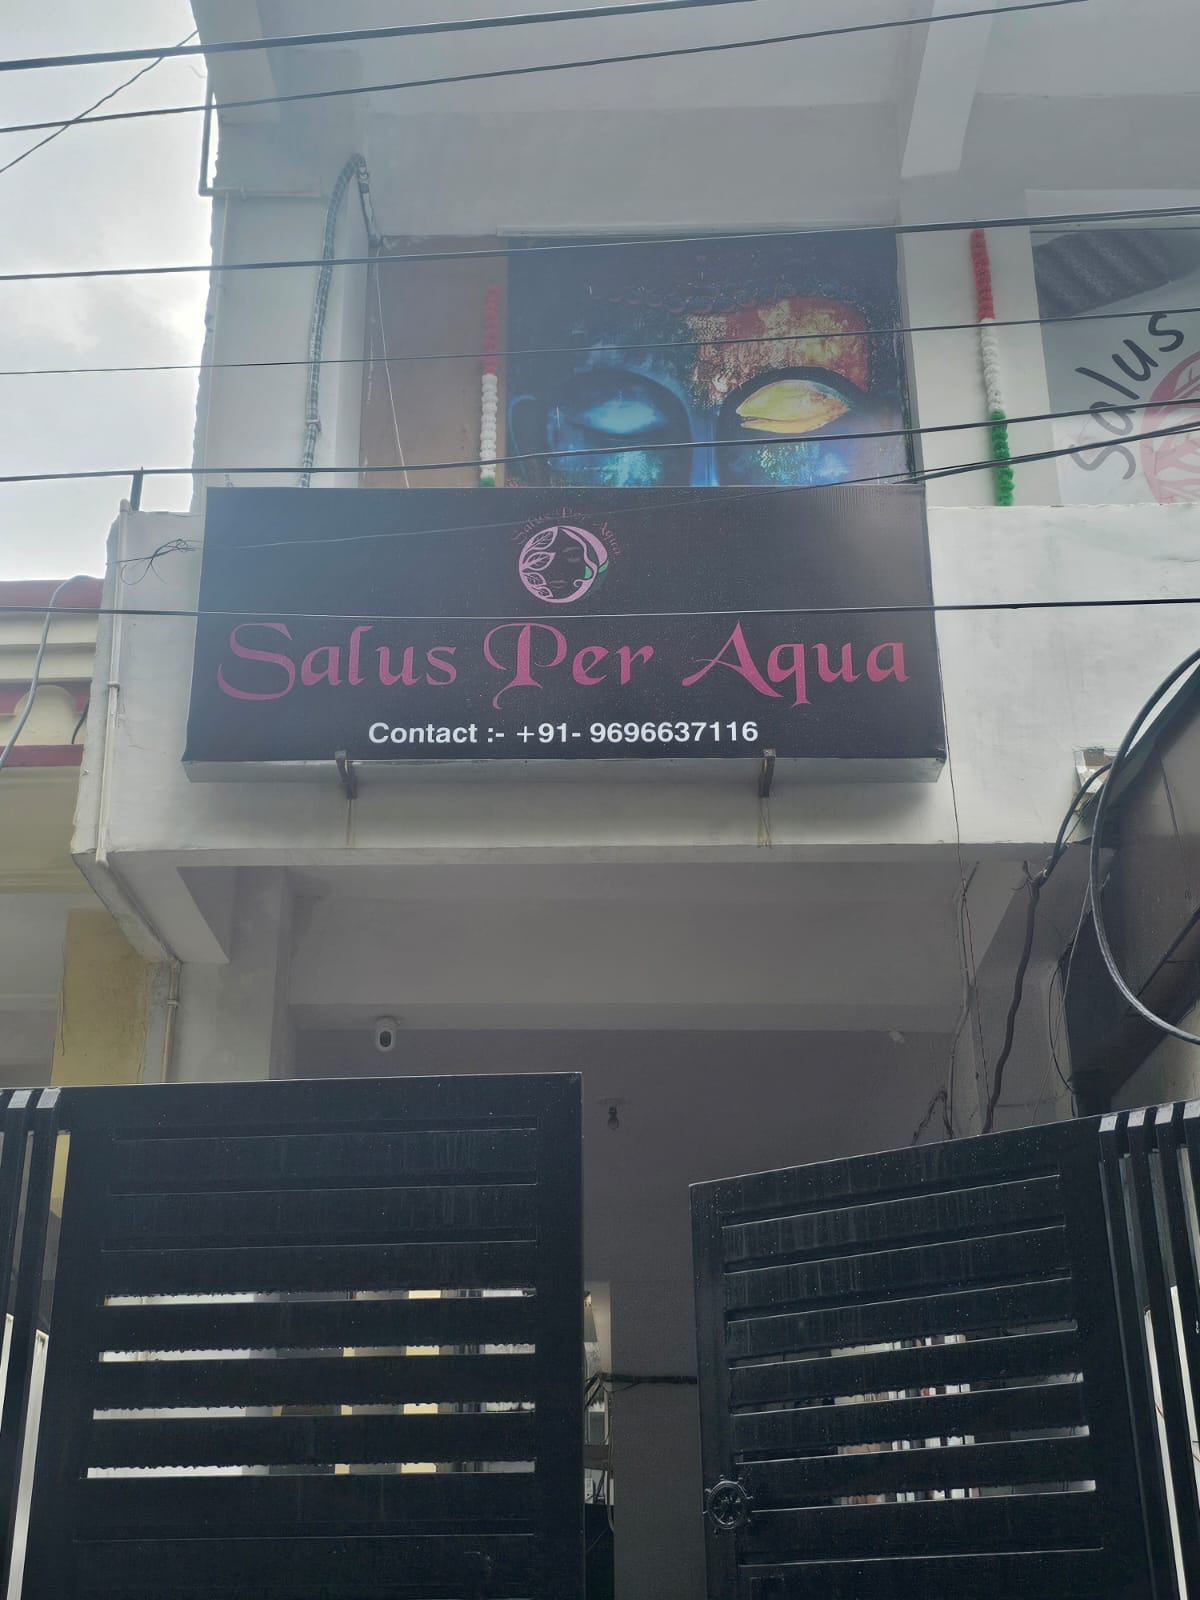 Salus
Salus Per Aqua
Salus Per Aqua
Contact :- +91- 9696637116